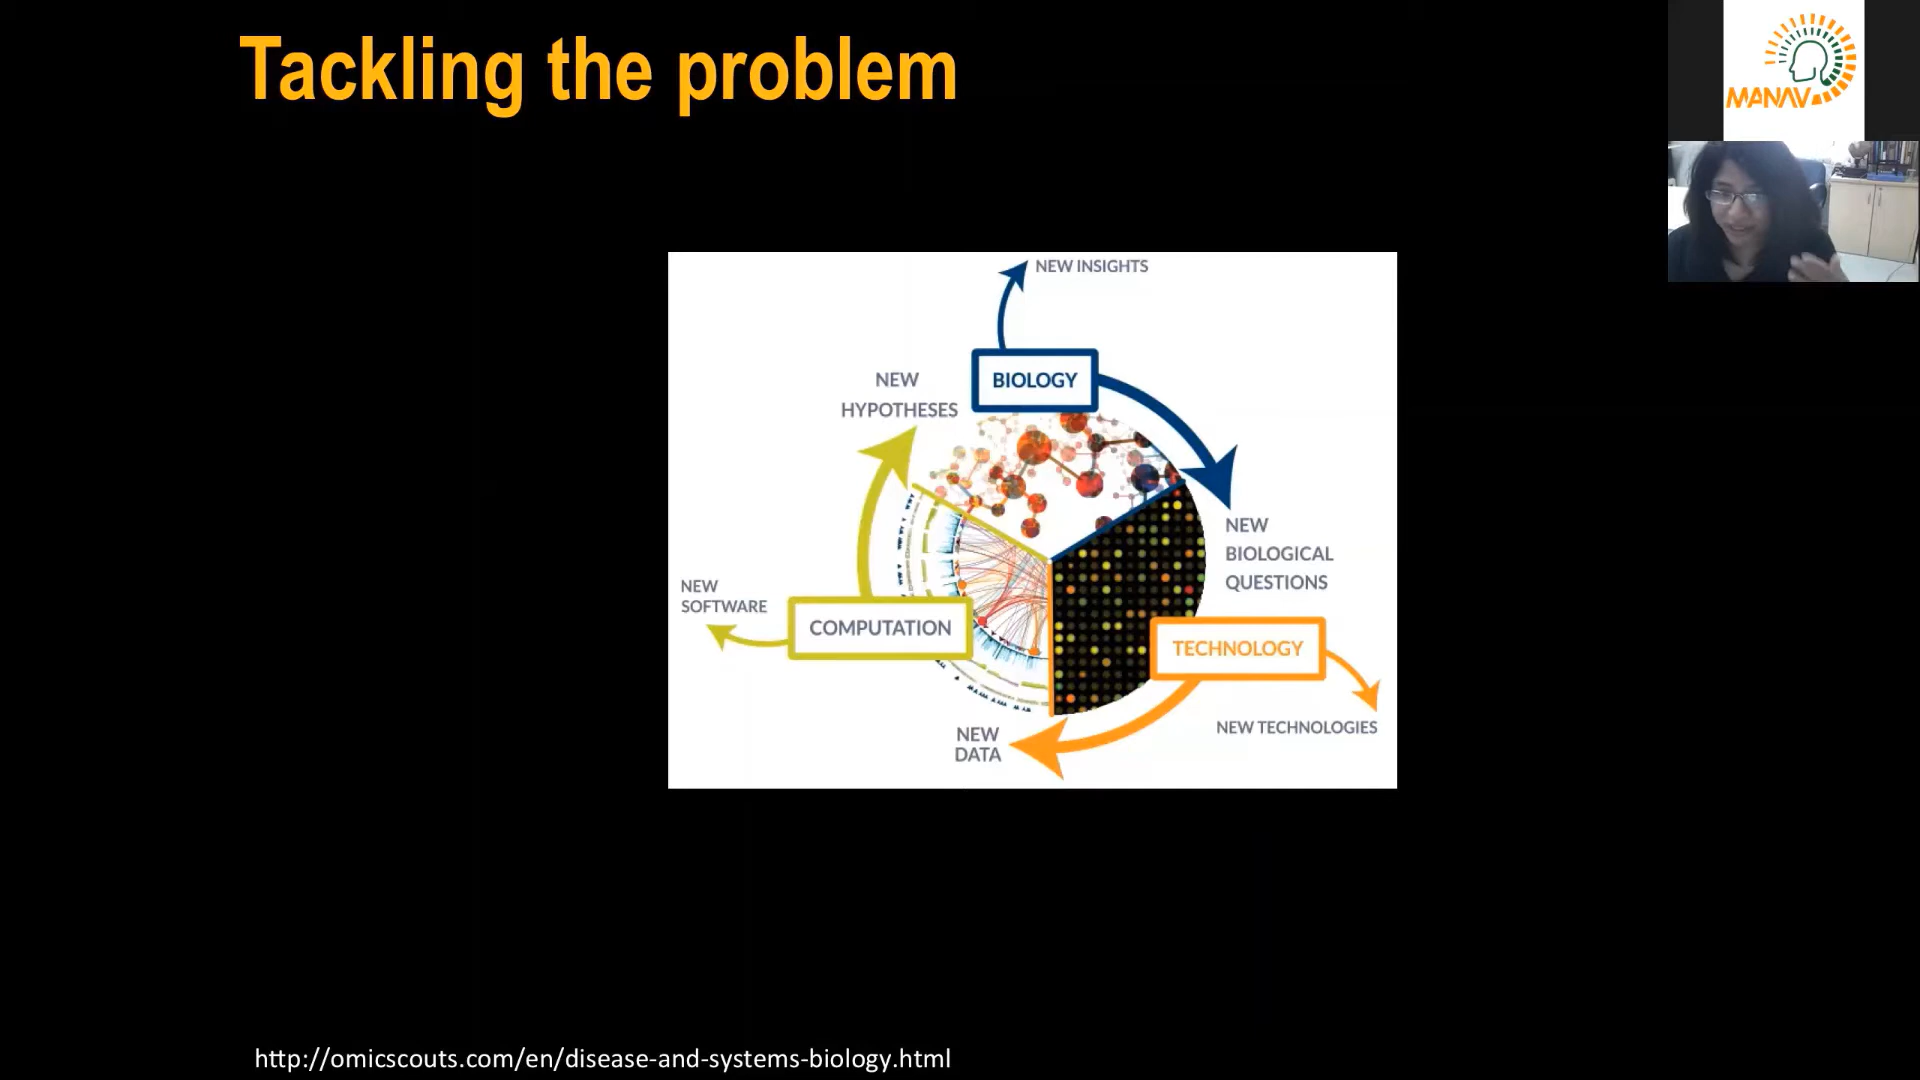 Tackling the problem
MANAV
NEW INSIGHTS
BIOLOGY
NEW
HYPOTHESES
NEW
BIOLOGICAL
QUESTIONS
NEW
SOFTWARE
COMPUTATION
TECHNOLOGY
NEW TECHNOLOGIES
NEW
DATA
http://omicscouts.com/en/disease-and-systems-biology.html